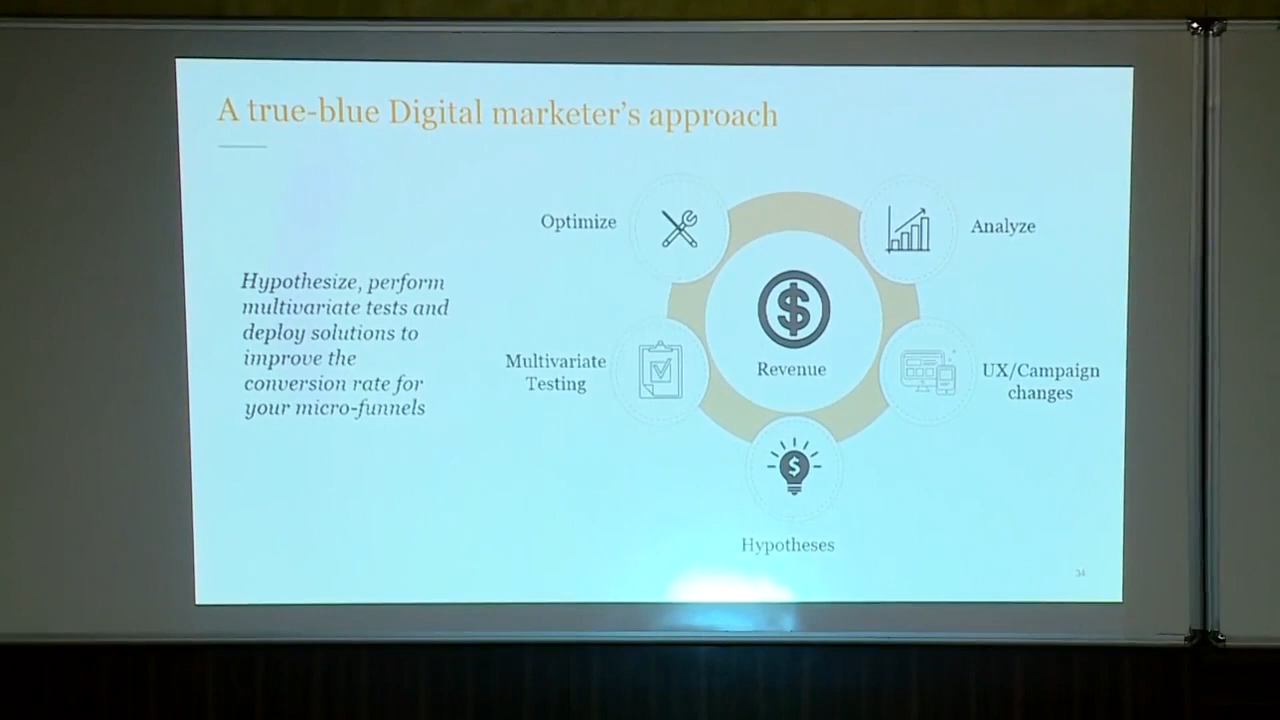 A true-blue Digital marketer's approach
Hypothesize, perform
multivariate tests and
deploy solutions to
improve the
conversion rate for
your micro-funnels
Optimize
Analyze
Multivariate
Testing
$
Revenue
UX/Campaign
changes
$
Hypotheses
34